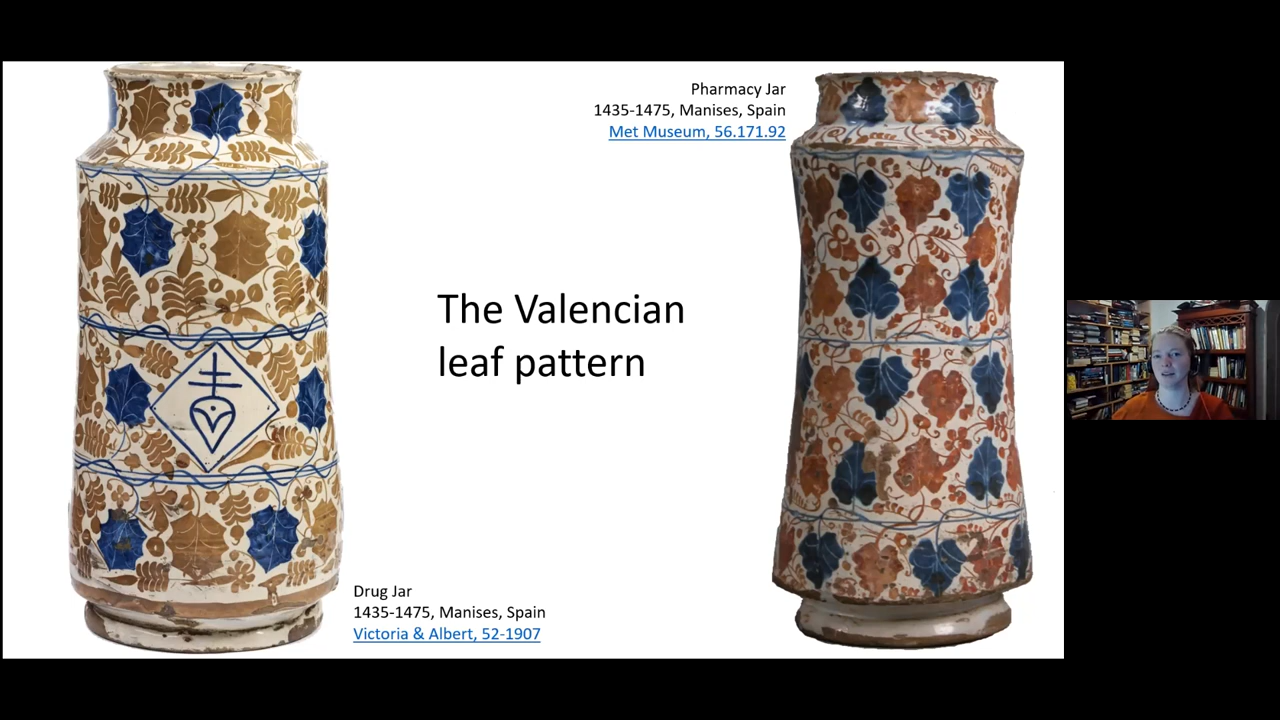 Pharmacy Jar
1435-1475, Manises, Spain
Met Museum, 56.171.92
The Valencian
leaf pattern
Drug Jar
1435-1475, Manises, Spain
Victoria & Albert, 52-1907